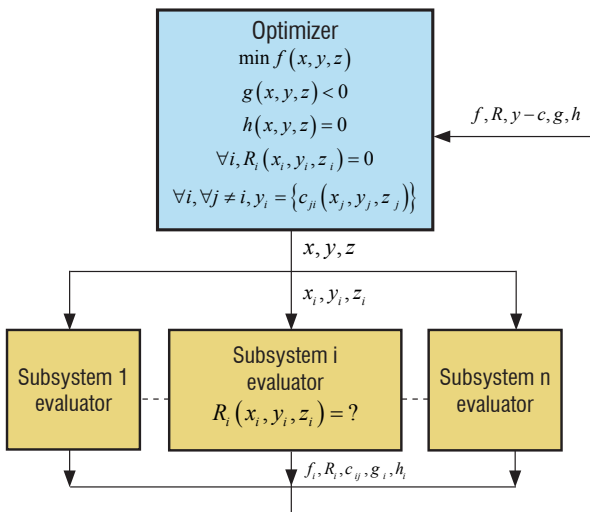 Optimizer
min f(x, y, z)
g(x, y, z) < 0
h(x, y, z) = 0
∀i, R_i(x_i, y_i, z_i) = 0
∀i, ∀j ≠ i, y_i = {c_ji(x_j, y_j, z_j)}
f, R, y − c, g, h
x, y, z
x_i, y_i, z_i
Subsystem 1
evaluator
Subsystem i
evaluator
R_i(x_i, y_i, z_i) = ?
Subsystem n
evaluator
f_i, R_i, c_ij, g_i, h_i